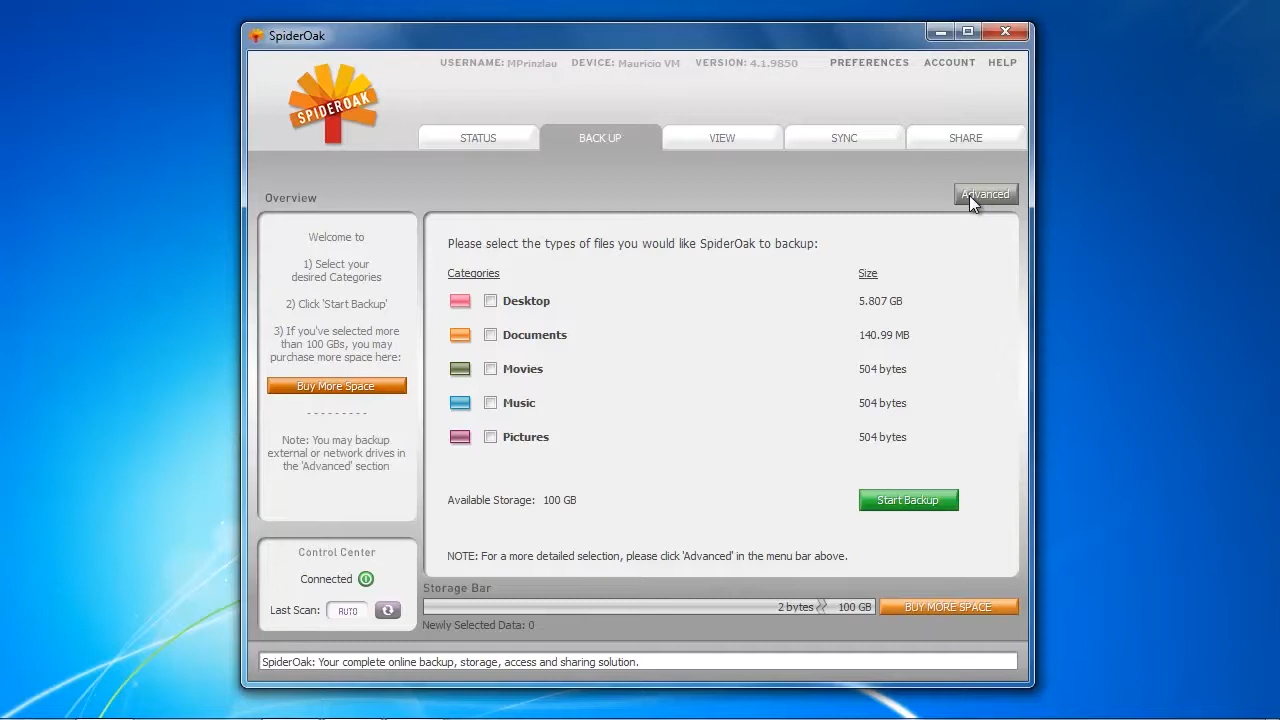 SpiderOak
USERNAME: MPrinzlau DEVICE: Mauricio VM VERSION: 4.1.9850 PREFERENCES ACCOUNT HELP
SPIDEROAK
STATUS BACK UP VIEW SYNC SHARE
Overview
Advanced
Welcome to
1) Select your
desired Categories
2) Click 'Start Backup'
3) If you've selected more
than 100 GBs, you may
purchase more space here:
Buy More Space
- - - - - - - - -
Note: You may backup
external or network drives in
the 'Advanced' section
Please select the types of files you would like SpiderOak to backup:
Categories Size
Desktop 5.807 GB
Documents 140.99 MB
Movies 504 bytes
Music 504 bytes
Pictures 504 bytes
Available Storage: 100 GB Start Backup
NOTE: For a more detailed selection, please click 'Advanced' in the menu bar above.
Control Center
Connected
Last Scan: AUTO
Storage Bar
2 bytes 100 GB BUY MORE SPACE
Newly Selected Data: 0
SpiderOak: Your complete online backup, storage, access and sharing solution.